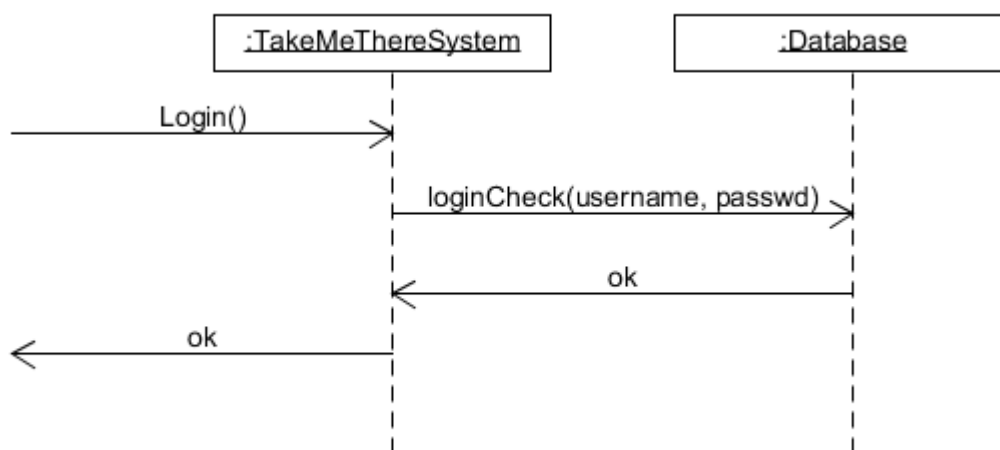 :TakeMeThereSystem
:Database
Login()
loginCheck(username, passwd)
ok
ok